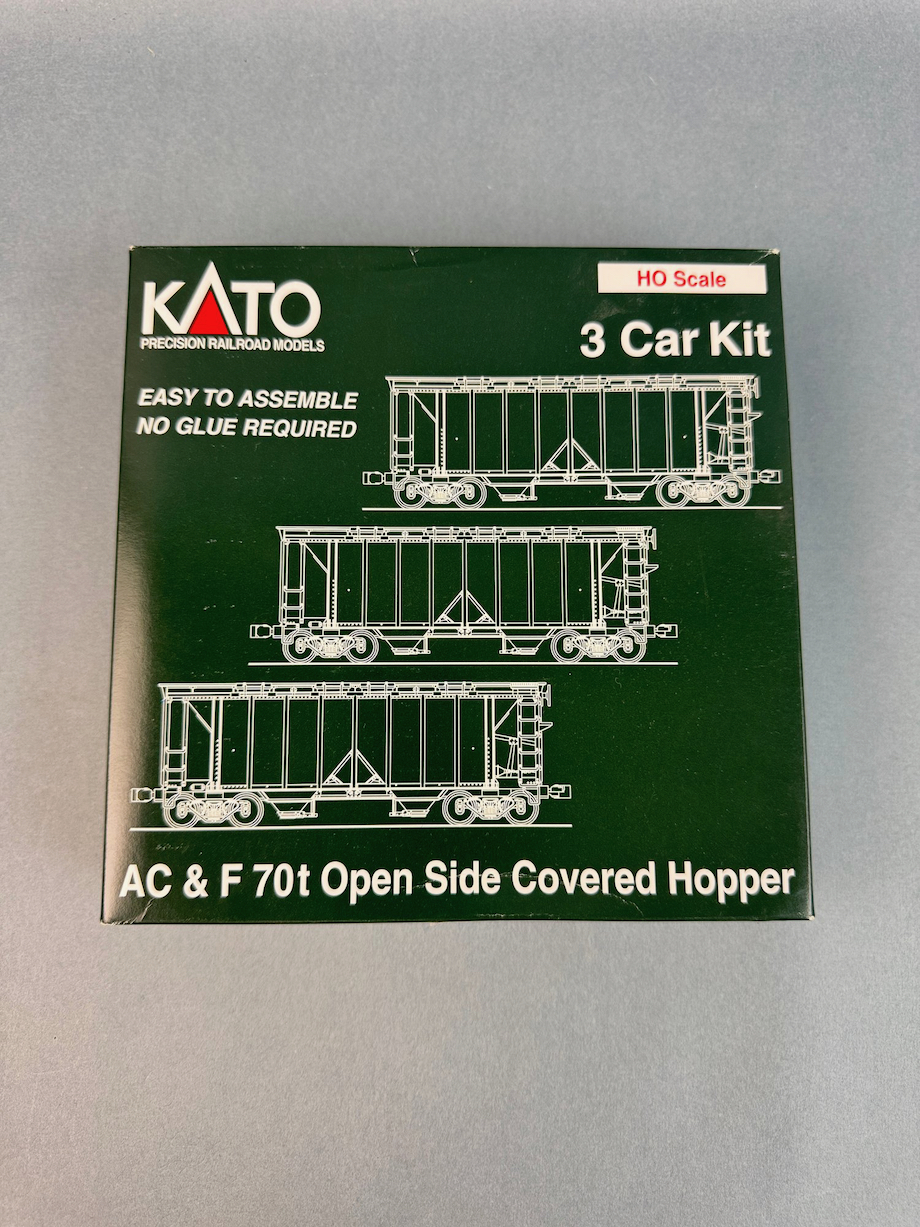 KATO
PRECISION RAILROAD MODELS
HO Scale
3 Car Kit
EASY TO ASSEMBLE
NO GLUE REQUIRED
AC & F 70t Open Side Covered Hopper